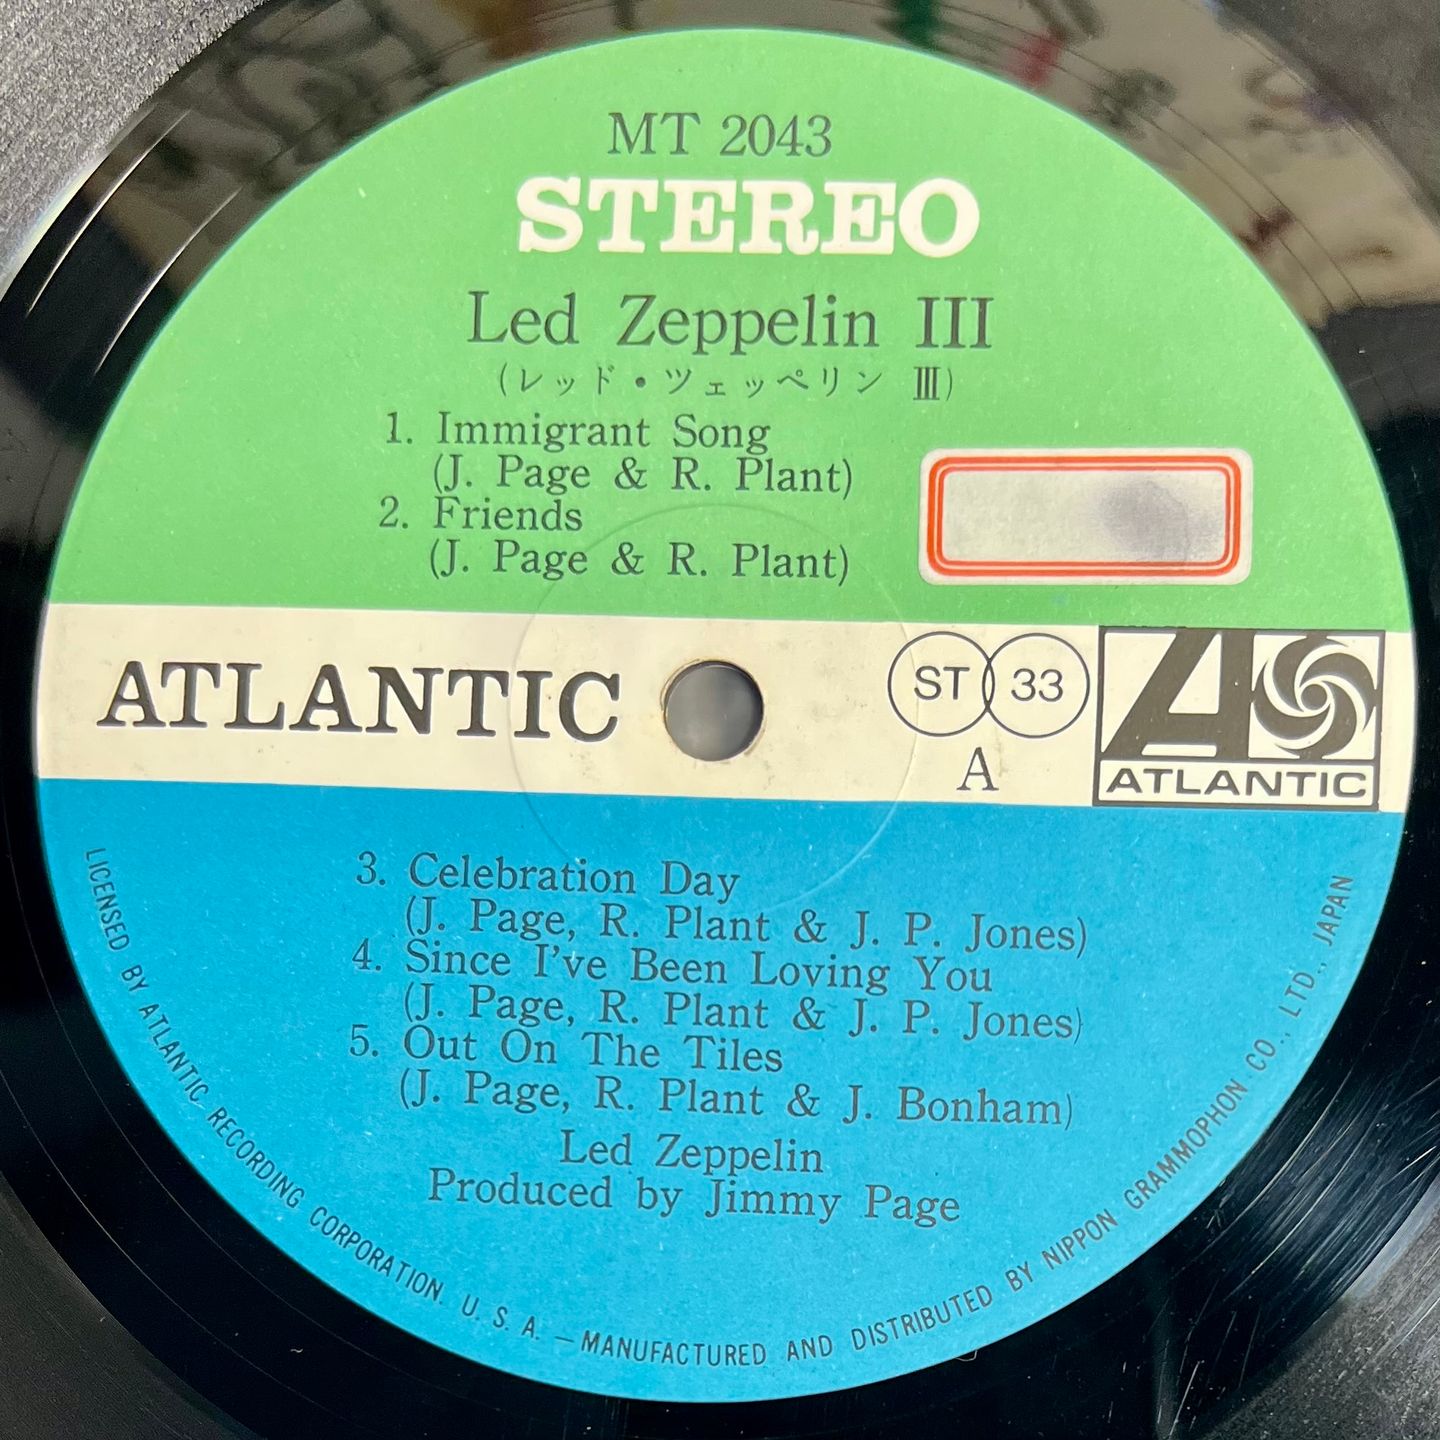 MT 2043
STEREO
Led Zeppelin III
(レッド・ツェッペリン Ⅲ)
1. Immigrant Song
(J. Page & R. Plant)
2. Friends
(J. Page & R. Plant)
ATLANTIC
ST 33
A
ATLANTIC
3. Celebration Day
(J. Page, R. Plant & J. P. Jones)
4. Since I've Been Loving You
(J. Page, R. Plant & J. P. Jones)
5. Out On The Tiles
(J. Page, R. Plant & J. Bonham)
Led Zeppelin
Produced by Jimmy Page
LICENSED BY ATLANTIC RECORDING CORPORATION. U. S. A. — MANUFACTURED AND DISTRIBUTED BY NIPPON GRAMMOPHON CO., LTD., JAPAN